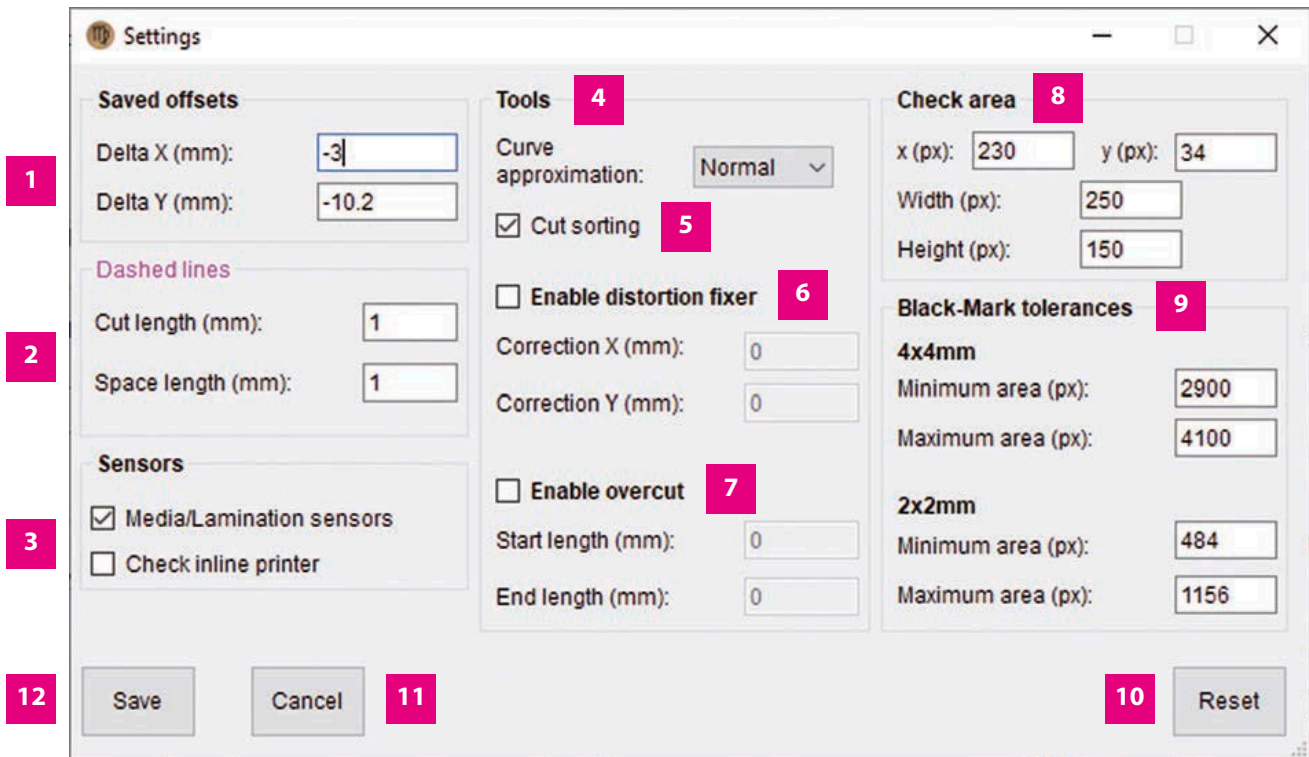 Settings
Saved offsets
1
Delta X (mm): -3
Delta Y (mm): -10.2
Dashed lines
2
Cut length (mm): 1
Space length (mm): 1
Sensors
3
Media/Lamination sensors
Check inline printer
Tools 4
Curve
approximation: Normal
Cut sorting 5
Enable distortion fixer 6
Correction X (mm): 0
Correction Y (mm): 0
Enable overcut 7
Start length (mm): 0
End length (mm): 0
Check area 8
x (px): 230 y (px): 34
Width (px): 250
Height (px): 150
Black-Mark tolerances 9
4x4mm
Minimum area (px): 2900
Maximum area (px): 4100
2x2mm
Minimum area (px): 484
Maximum area (px): 1156
12 Save Cancel 11 10 Reset